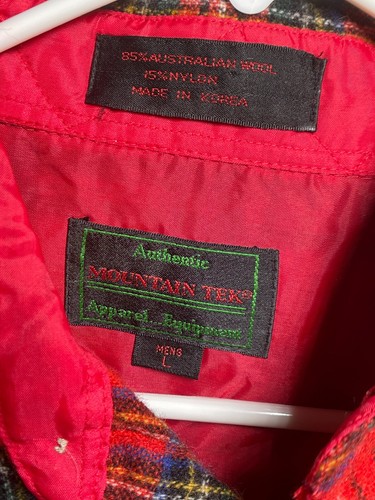 85% AUSTRALIAN WOOL
15% NYLON
MADE IN KOREA
Authentic
MOUNTAIN TEK®
Apparel Equipment
MENS
L